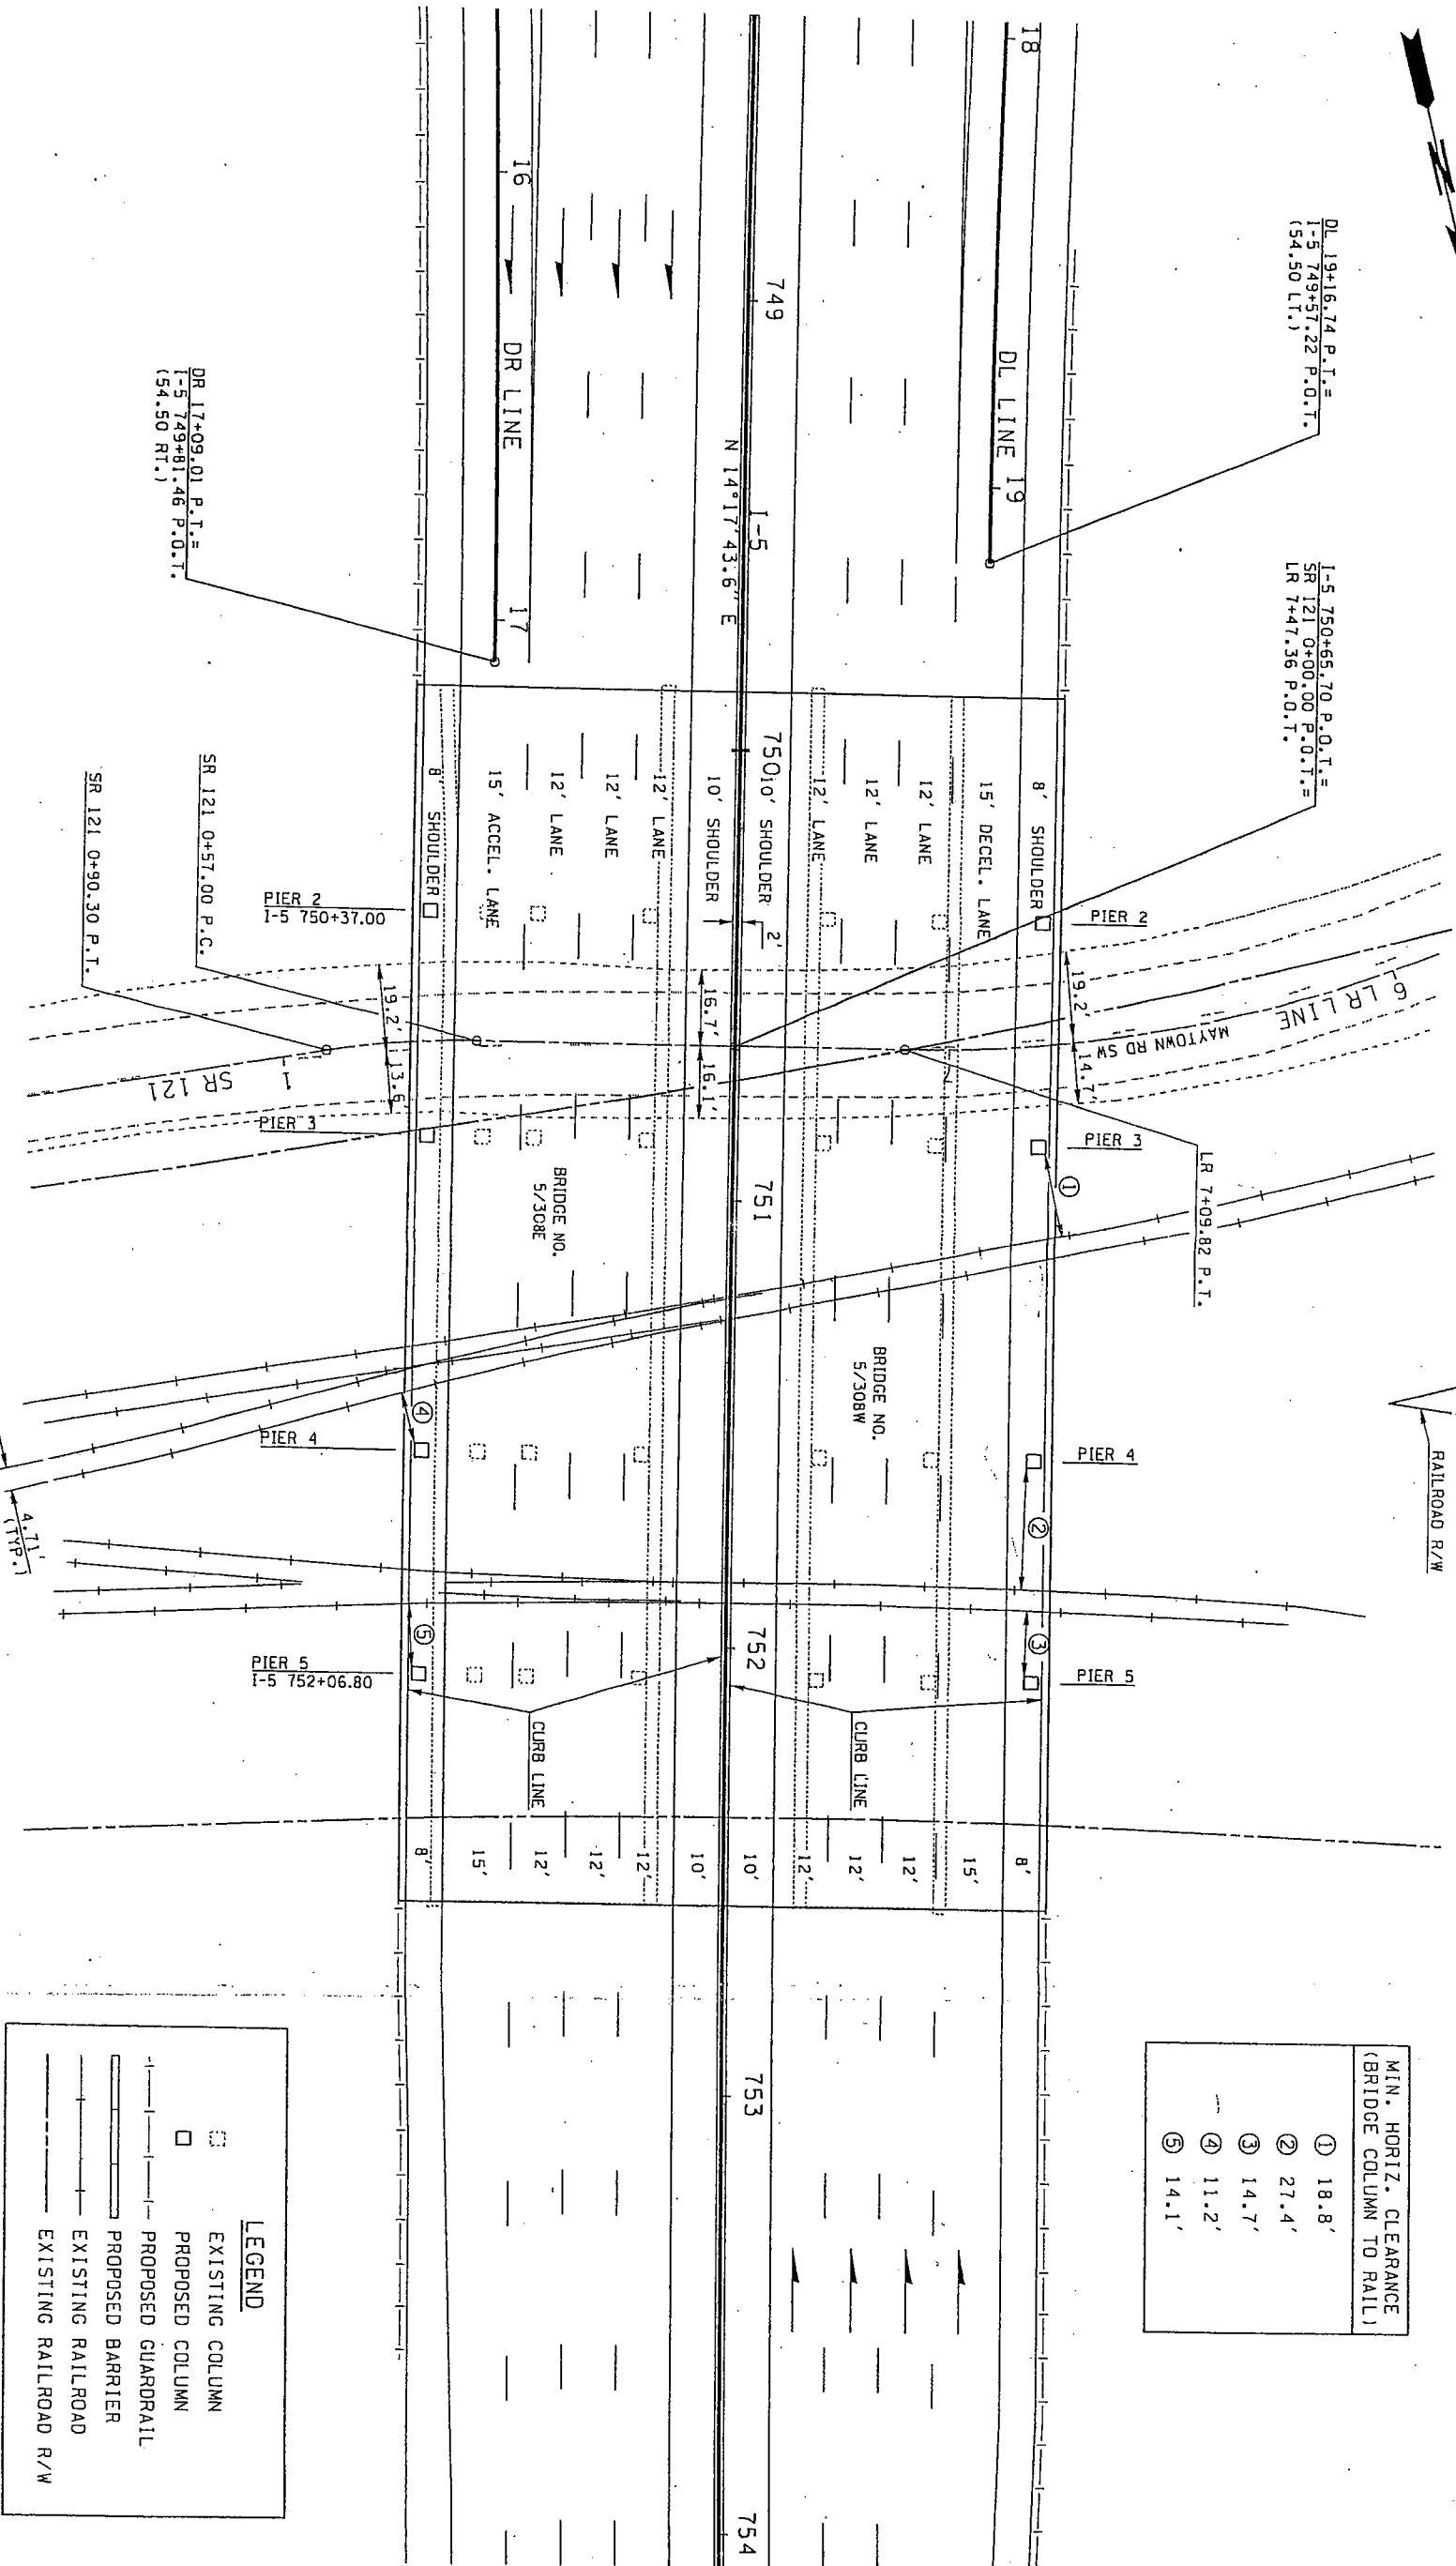 DL 19+16.74 P.T.=
I-5 749+57.22 P.O.T.
(54.50 LT.)
I-5 750+65.70 P.O.T.=
SR 121 0+00.00 P.O.T.=
LR 7+47.36 P.O.T.
RAILROAD R/W
MIN. HORIZ. CLEARANCE
(BRIDGE COLUMN TO RAIL)
① 18.8'
② 27.4'
③ 14.7'
④ 11.2'
⑤ 14.1'
18
DL LINE 19
6 LR LINE
MAYTOWN RD SW
LR 7+09.82 P.T.
7
PIER 2
PIER 3
PIER 4
PIER 5
19.2'
14.7'
①
②
③
8' SHOULDER
15' DECEL. LANE
12' LANE
12' LANE
12' LANE
10' SHOULDER
2'
BRIDGE NO.
5/308W
CURB LINE
8'
15'
12'
12'
12'
10'
749
750
751
752
753
754
I-5
N 14°17'43.6" E
16.7'
16.1'
10' SHOULDER
12' LANE
12' LANE
12' LANE
15' ACCEL. LANE
8' SHOULDER
BRIDGE NO.
5/308E
CURB LINE
10'
12'
12'
12'
15'
8'
16
DR LINE
17
19.2'
13.6'
④
⑤
PIER 2
I-5 750+37.00
PIER 3
PIER 4
PIER 5
I-5 752+06.80
DR 17+09.01 P.T.=
I-5 749+81.46 P.O.T.
(54.50 RT.)
SR 121 0+57.00 P.C.
SR 121 0+90.30 P.T.
1
SR 121
4.71'
(TYP.)
LEGEND
EXISTING COLUMN
PROPOSED COLUMN
PROPOSED GUARDRAIL
PROPOSED BARRIER
EXISTING RAILROAD
EXISTING RAILROAD R/W